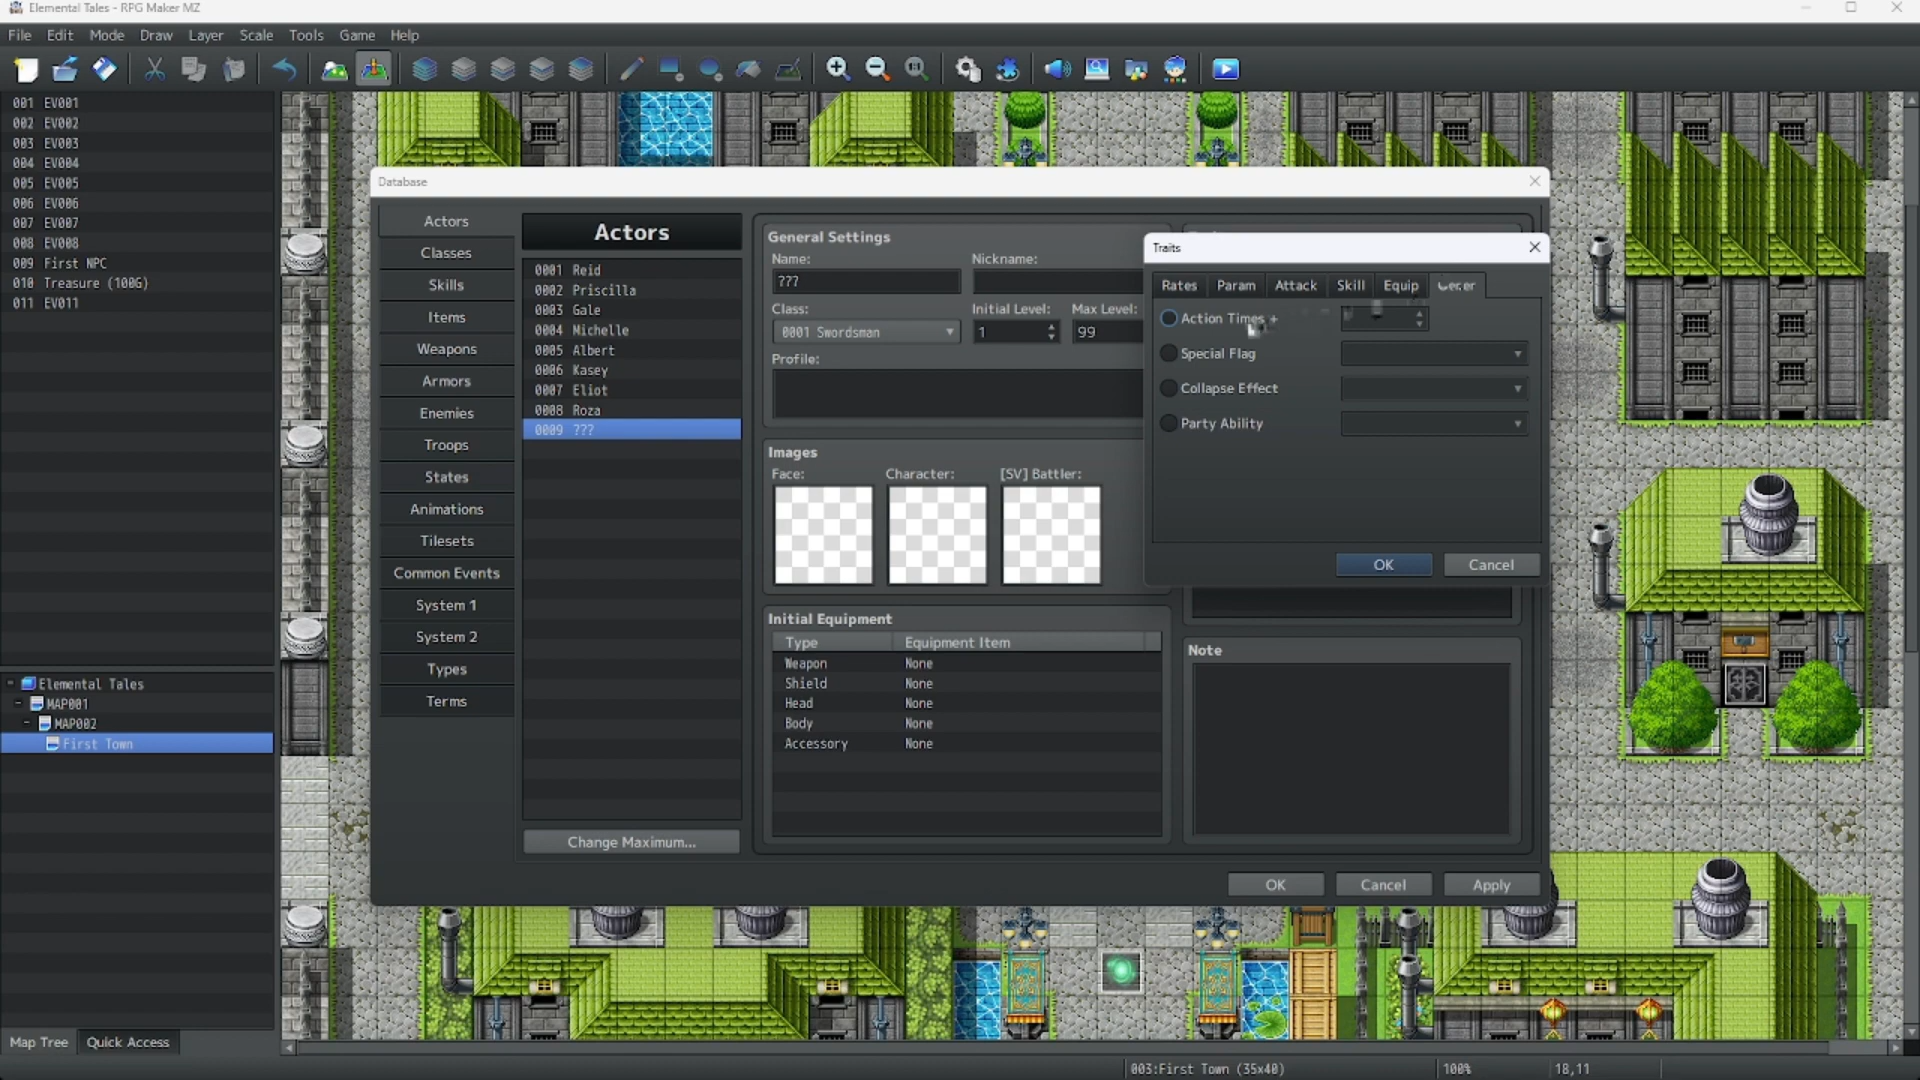 Elemental Tales - RPG Maker MZ
File Edit Mode Draw Layer Scale Tools Game Help
001 EV001
002 EV002
003 EV003
004 EV004
005 EV005
006 EV006
007 EV007
008 EV008
009 First NPC
010 Treasure (100G)
011 EV011
Elemental Tales
MAP001
MAP002
First Town
Map Tree Quick Access
Database
Actors
Classes
Skills
Items
Weapons
Armors
Enemies
Troops
States
Animations
Tilesets
Common Events
System 1
System 2
Types
Terms
Actors
0001 Reid
0002 Priscilla
0003 Gale
0004 Michelle
0005 Albert
0006 Kasey
0007 Eliot
0008 Roza
0009 ???
Change Maximum...
General Settings
Name: Nickname:
???
Class: Initial Level: Max Level:
0001 Swordsman 1 99
Profile:
Images
Face: Character: [SV] Battler:
Initial Equipment
Type Equipment Item
Weapon None
Shield None
Head None
Body None
Accessory None
Traits
Rates Param Attack Skill Equip
Action Times +
Special Flag
Collapse Effect
Party Ability
OK Cancel
Note
OK Cancel Apply
003:First Town (35x40) 100% 18,11